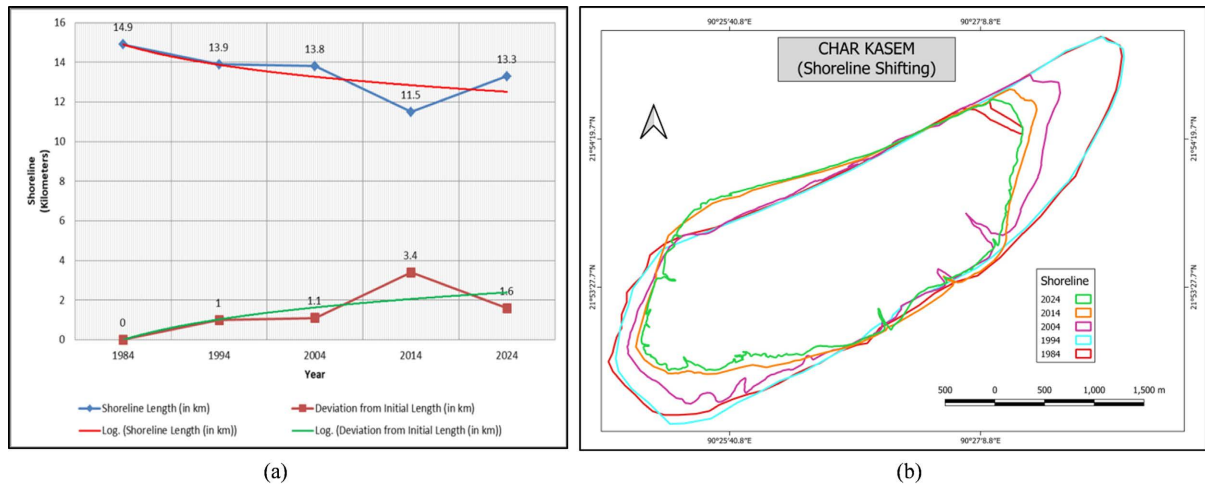 16
14
12
10
8
6
4
2
0
Shoreline
(Kilometers)
14.9
13.9
13.8
11.5
13.3
0
1
1.1
3.4
1.6
1984 1994 2004 2014 2024
Year
Shoreline Length (in km) Deviation from Initial Length (in km)
Log. (Shoreline Length (in km)) Log. (Deviation from Initial Length (in km))
(a)
90°25'40.8"E 90°27'8.8"E
CHAR KASEM
(Shoreline Shifting)
21°54'19.7"N 21°54'19.7"N
21°53'27.7"N 21°53'27.7"N
Shoreline
2024
2014
2004
1994
1984
500 0 500 1,000 1,500 m
90°25'40.8"E 90°27'8.8"E
(b)